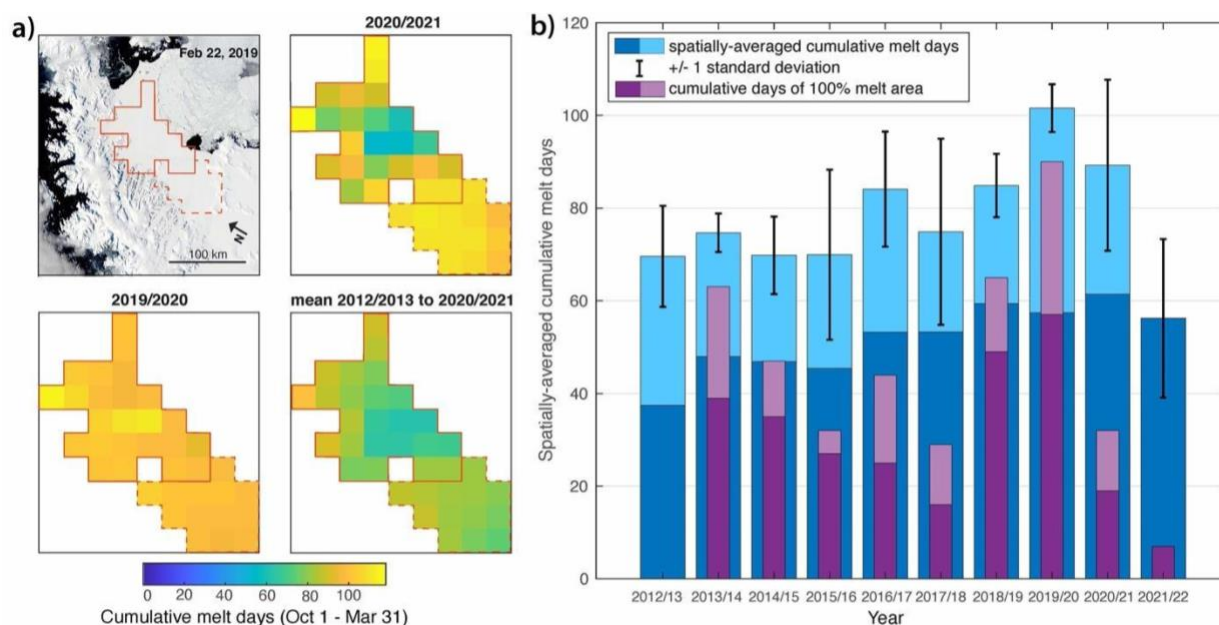 a)
Feb 22, 2019
N
100 km
2020/2021
2019/2020
mean 2012/2013 to 2020/2021
0 20 40 60 80 100
Cumulative melt days (Oct 1 - Mar 31)
b)
spatially-averaged cumulative melt days
+/- 1 standard deviation
cumulative days of 100% melt area
Spatially-averaged cumulative melt days
120
100
80
60
40
20
0
2012/13 2013/14 2014/15 2015/16 2016/17 2017/18 2018/19 2019/20 2020/21 2021/22
Year